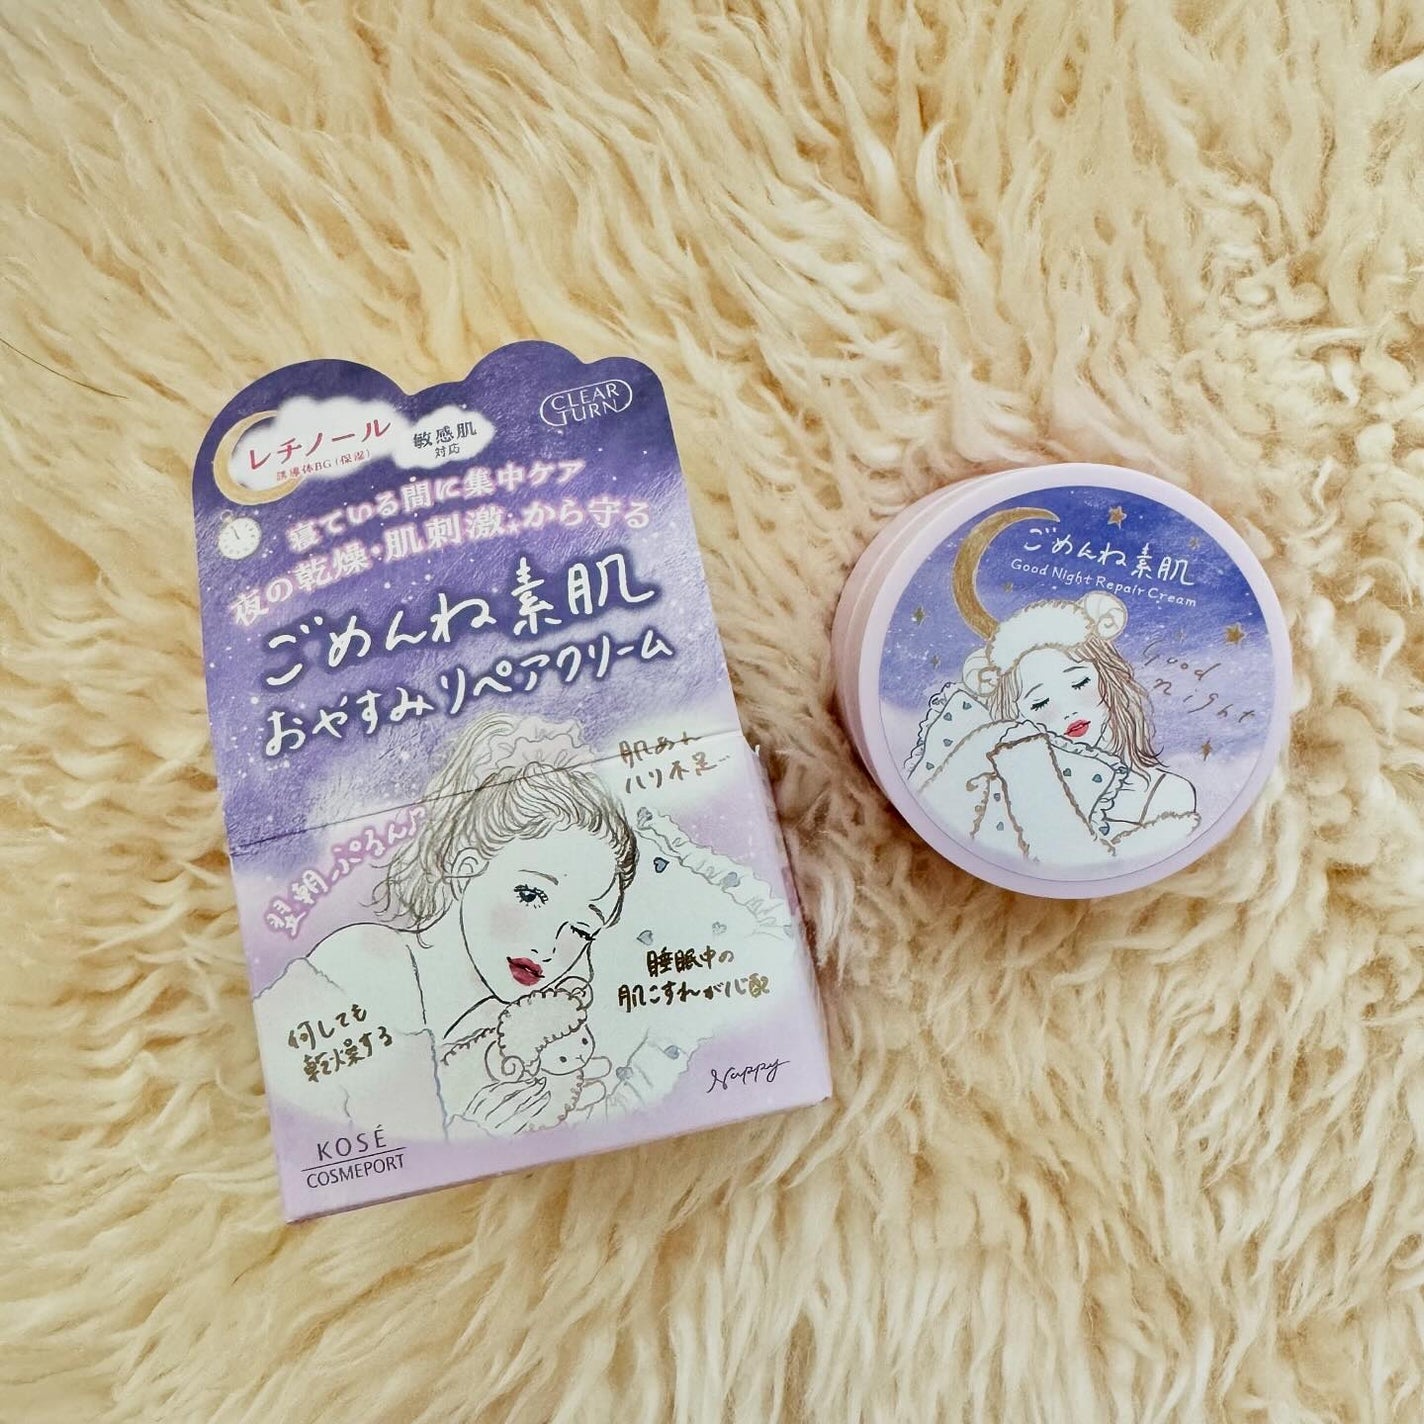 CLEAR
TURN
レチノール
誘導体BG(保湿)
敏感肌
対応
寝ている間に集中ケア
夜の乾燥・肌刺激*から守る
ごめんね素肌
おやすみリペアクリーム
肌あれ
ハリ不足…
翌朝、ぷるん♪
睡眠中の
肌こすれが心配
何しても
乾燥する
Nappy
KOSÉ
COSMEPORT
ごめんね素肌
Good Night Repair Cream
Good
night